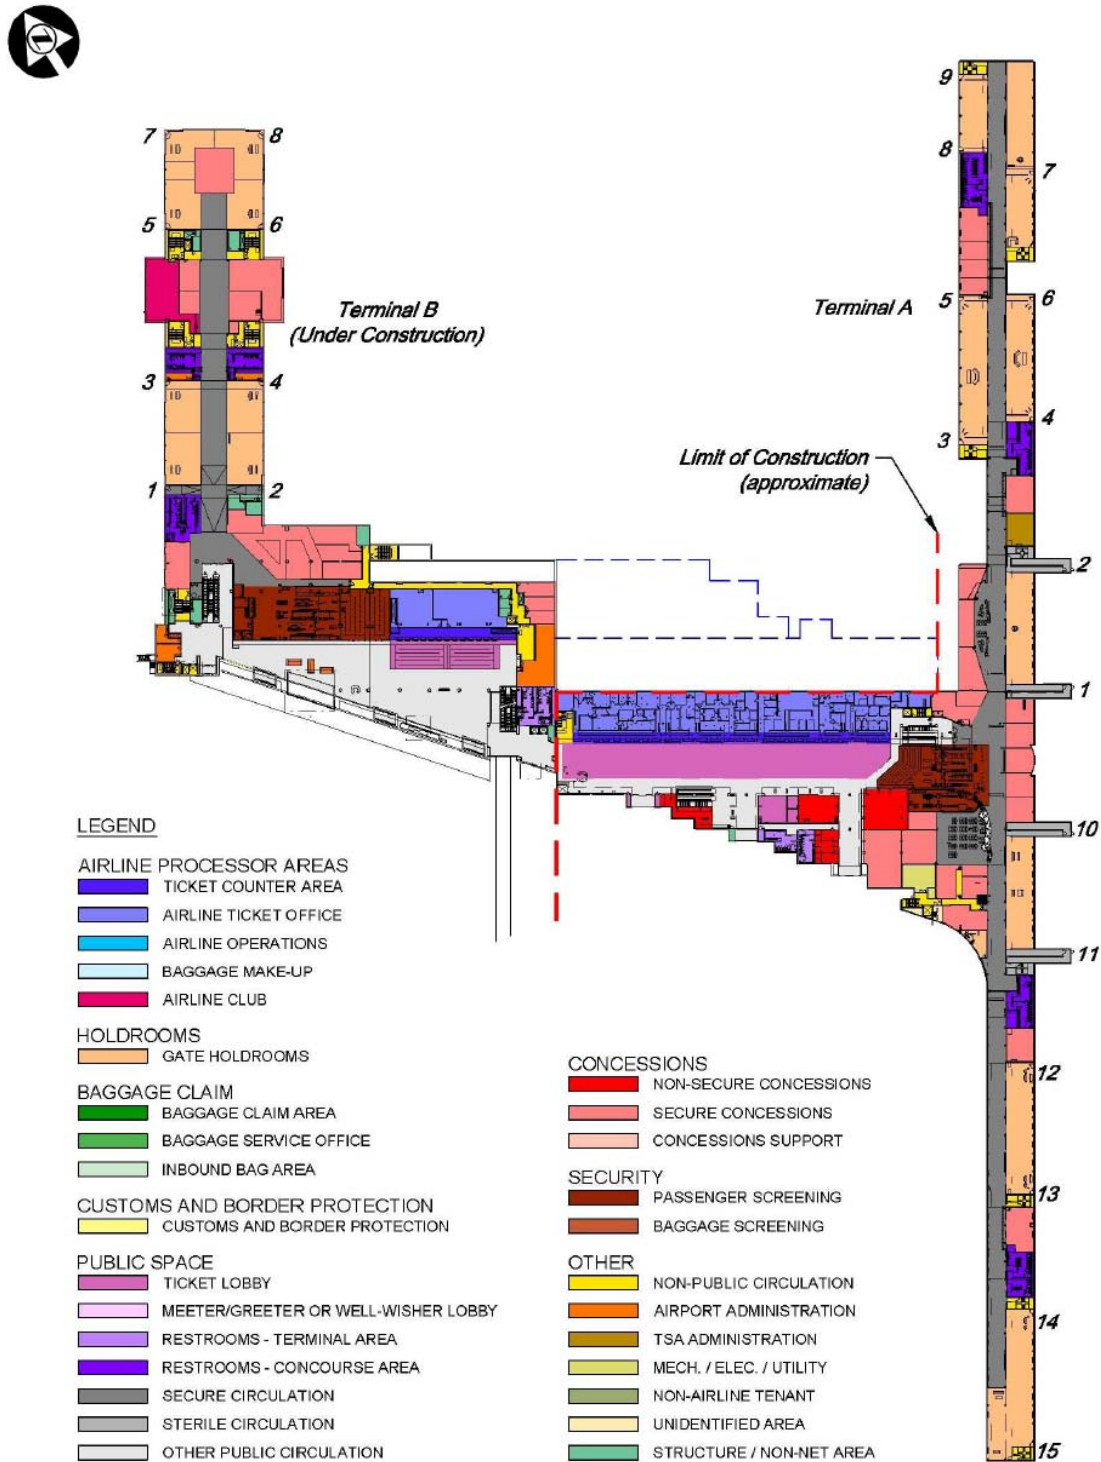 9
7
8
8
7
5
6
5
6
Terminal B
(Under Construction)
Terminal A
3
4
4
3
Limit of Construction
(approximate)
1
2
2
1
10
11
12
13
14
15
LEGEND
AIRLINE PROCESSOR AREAS
TICKET COUNTER AREA
AIRLINE TICKET OFFICE
AIRLINE OPERATIONS
BAGGAGE MAKE-UP
AIRLINE CLUB
HOLDROOMS
GATE HOLDROOMS
BAGGAGE CLAIM
BAGGAGE CLAIM AREA
BAGGAGE SERVICE OFFICE
INBOUND BAG AREA
CUSTOMS AND BORDER PROTECTION
CUSTOMS AND BORDER PROTECTION
PUBLIC SPACE
TICKET LOBBY
MEETER/GREETER OR WELL-WISHER LOBBY
RESTROOMS - TERMINAL AREA
RESTROOMS - CONCOURSE AREA
SECURE CIRCULATION
STERILE CIRCULATION
OTHER PUBLIC CIRCULATION
CONCESSIONS
NON-SECURE CONCESSIONS
SECURE CONCESSIONS
CONCESSIONS SUPPORT
SECURITY
PASSENGER SCREENING
BAGGAGE SCREENING
OTHER
NON-PUBLIC CIRCULATION
AIRPORT ADMINISTRATION
TSA ADMINISTRATION
MECH. / ELEC. / UTILITY
NON-AIRLINE TENANT
UNIDENTIFIED AREA
STRUCTURE / NON-NET AREA